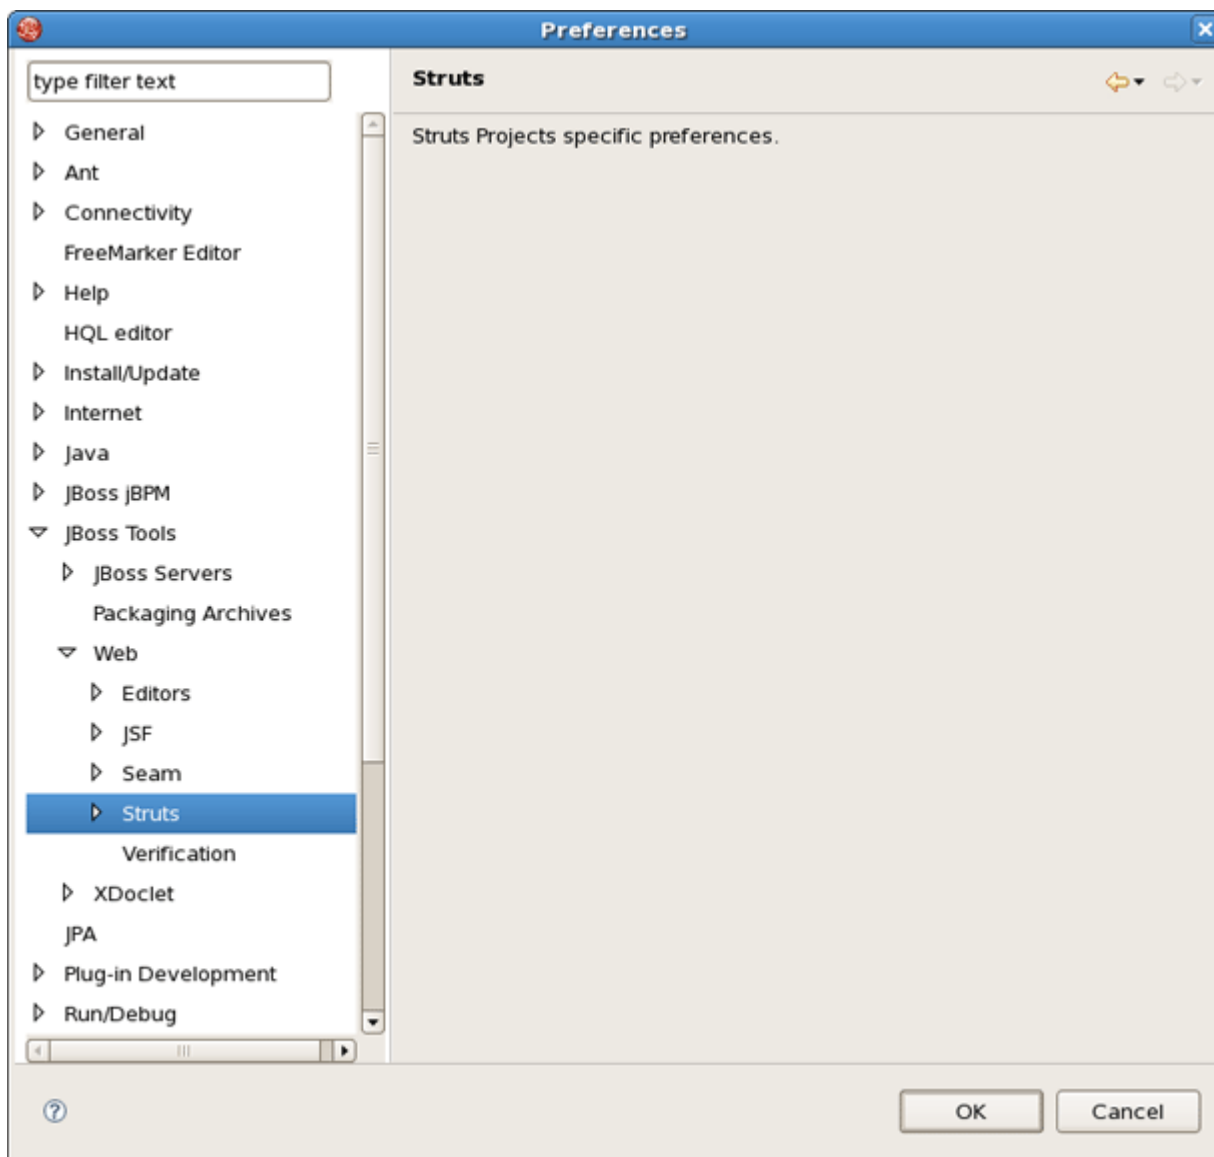 Preferences
type filter text
Struts
Struts Projects specific preferences.
General
Ant
Connectivity
FreeMarker Editor
Help
HQL editor
Install/Update
Internet
Java
JBoss jBPM
JBoss Tools
JBoss Servers
Packaging Archives
Web
Editors
JSF
Seam
Struts
Verification
XDoclet
JPA
Plug-in Development
Run/Debug
OK
Cancel